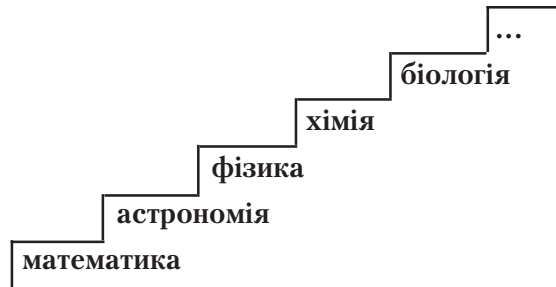 ...
біологія
хімія
фізика
астрономія
математика